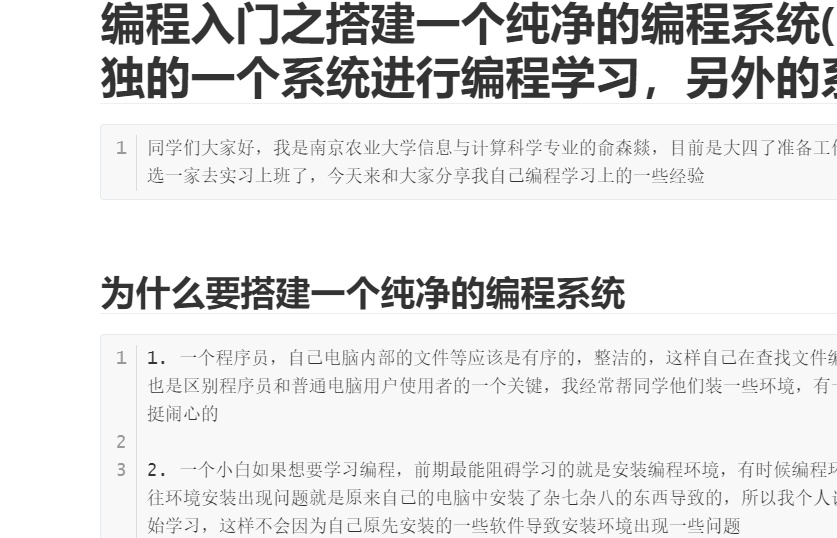 编程入门之搭建一个纯净的编程系统(
独的一个系统进行编程学习，另外的
1 同学们大家好，我是南京农业大学信息与计算科学专业的俞森燚，目前是大四了准备工
选一家去实习上班了，今天来和大家分享我自己编程学习上的一些经验
为什么要搭建一个纯净的编程系统
1 1. 一个程序员，自己电脑内部的文件等应该是有序的，整洁的，这样自己在查找文件编
也是区别程序员和普通电脑用户使用者的一个关键，我经常帮同学他们装一些环境，有
挺闹心的
2
3 2. 一个小白如果想要学习编程，前期最能阻碍学习的就是安装编程环境，有时候编程环
往环境安装出现问题就是原来自己的电脑中安装了杂七杂八的东西导致的，所以我个人
始学习，这样不会因为自己原先安装的一些软件导致安装环境出现一些问题